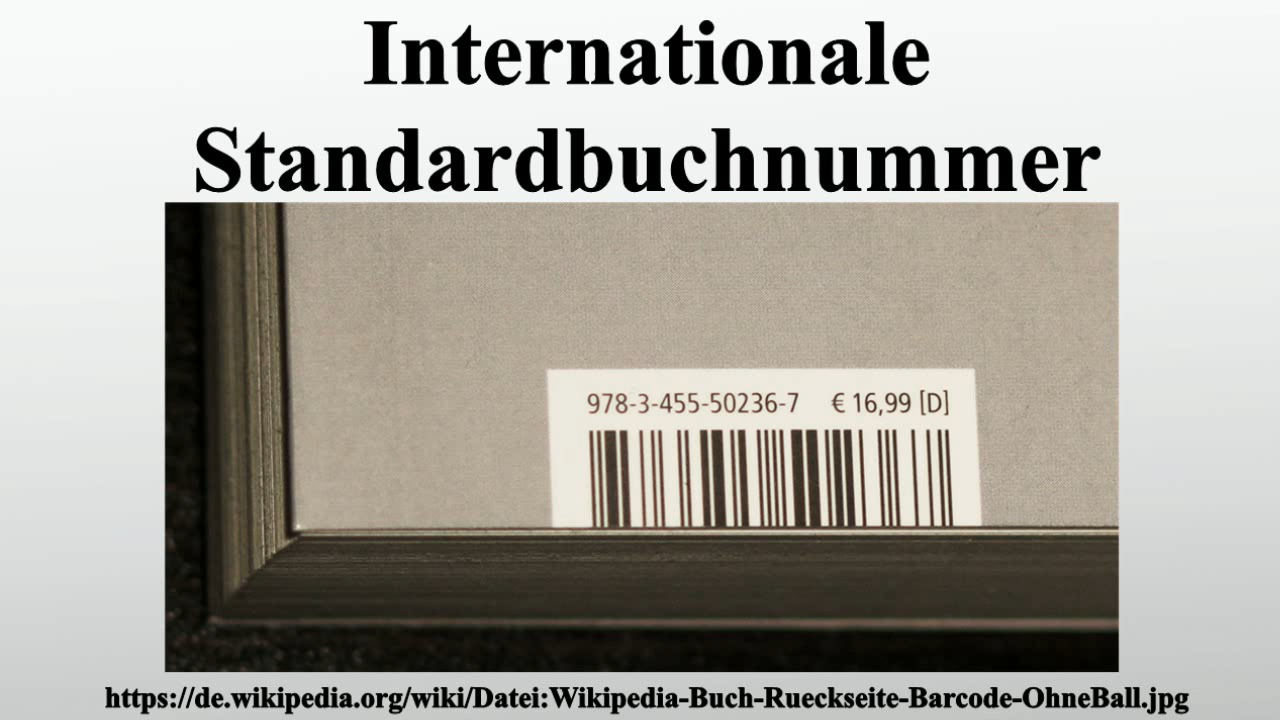 Internationale
Standardbuchnummer
978-3-455-50236-7 € 16,99 [D]
https://de.wikipedia.org/wiki/Datei:Wikipedia-Buch-Rueckseite-Barcode-OhneBall.jpg